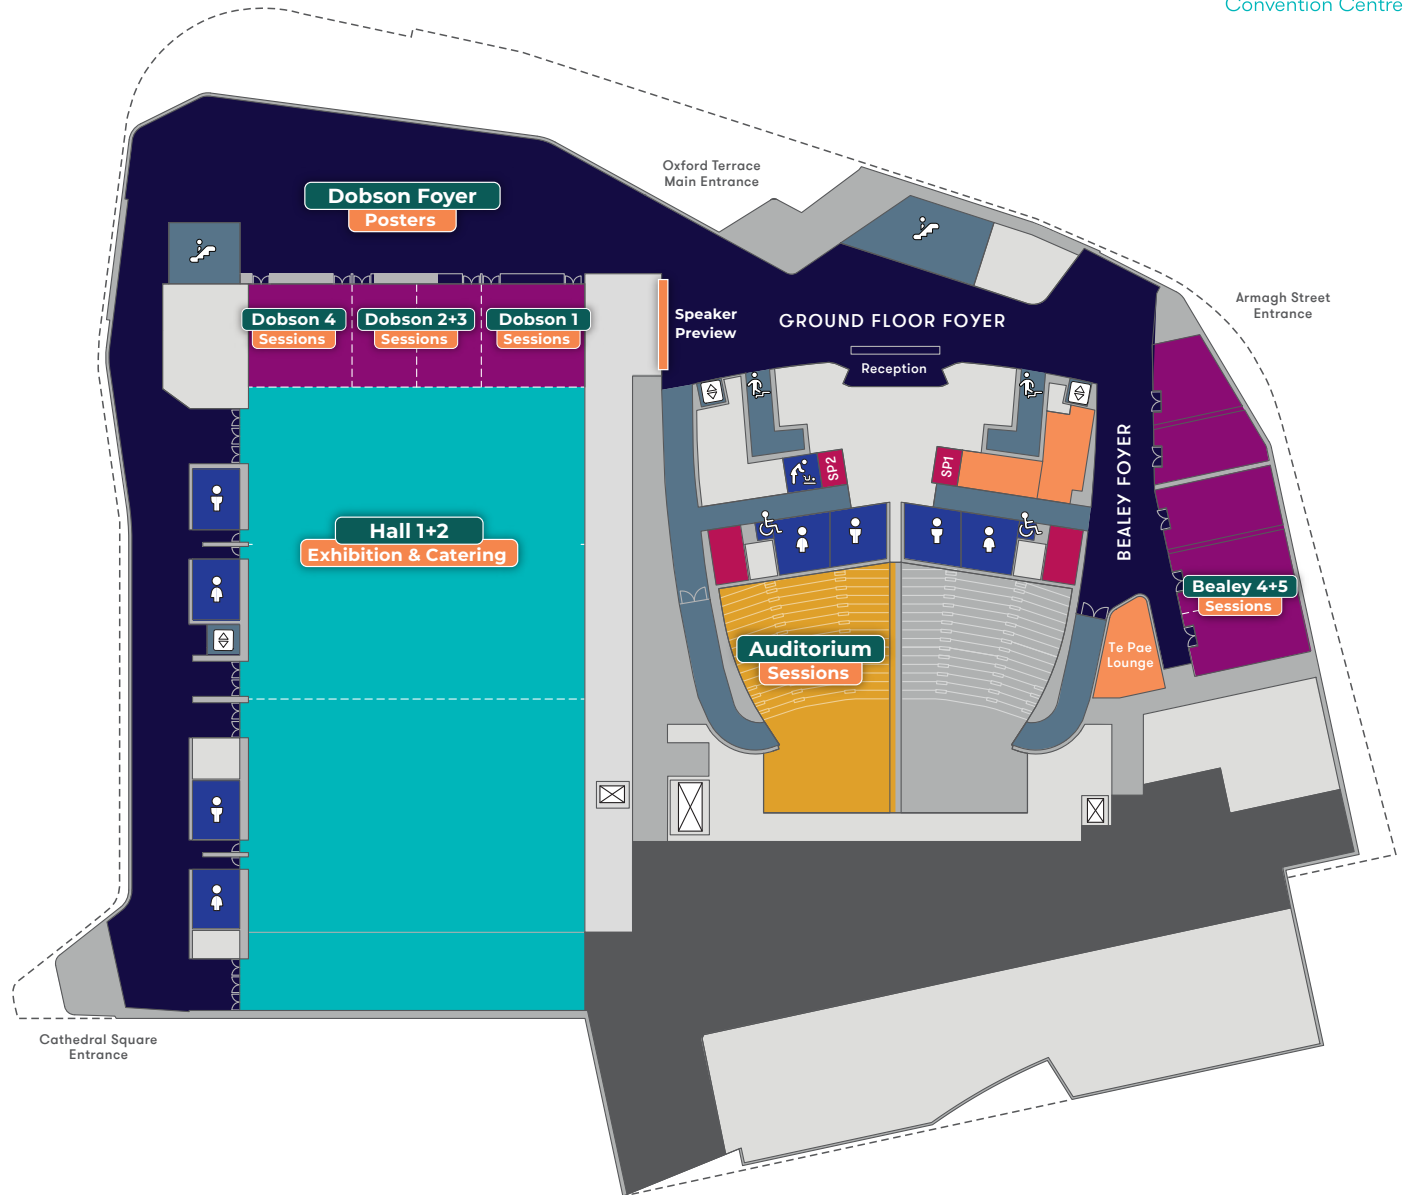 Convention Centre
Oxford Terrace
Main Entrance
Dobson Foyer
Posters
Armagh Street
Entrance
Dobson 4
Sessions
Dobson 2+3
Sessions
Dobson 1
Sessions
Speaker
Preview
GROUND FLOOR FOYER
Reception
SP2
SP1
BEALEY FOYER
Hall 1+2
Exhibition & Catering
Bealey 4+5
Sessions
Auditorium
Sessions
Te Pae
Lounge
Cathedral Square
Entrance